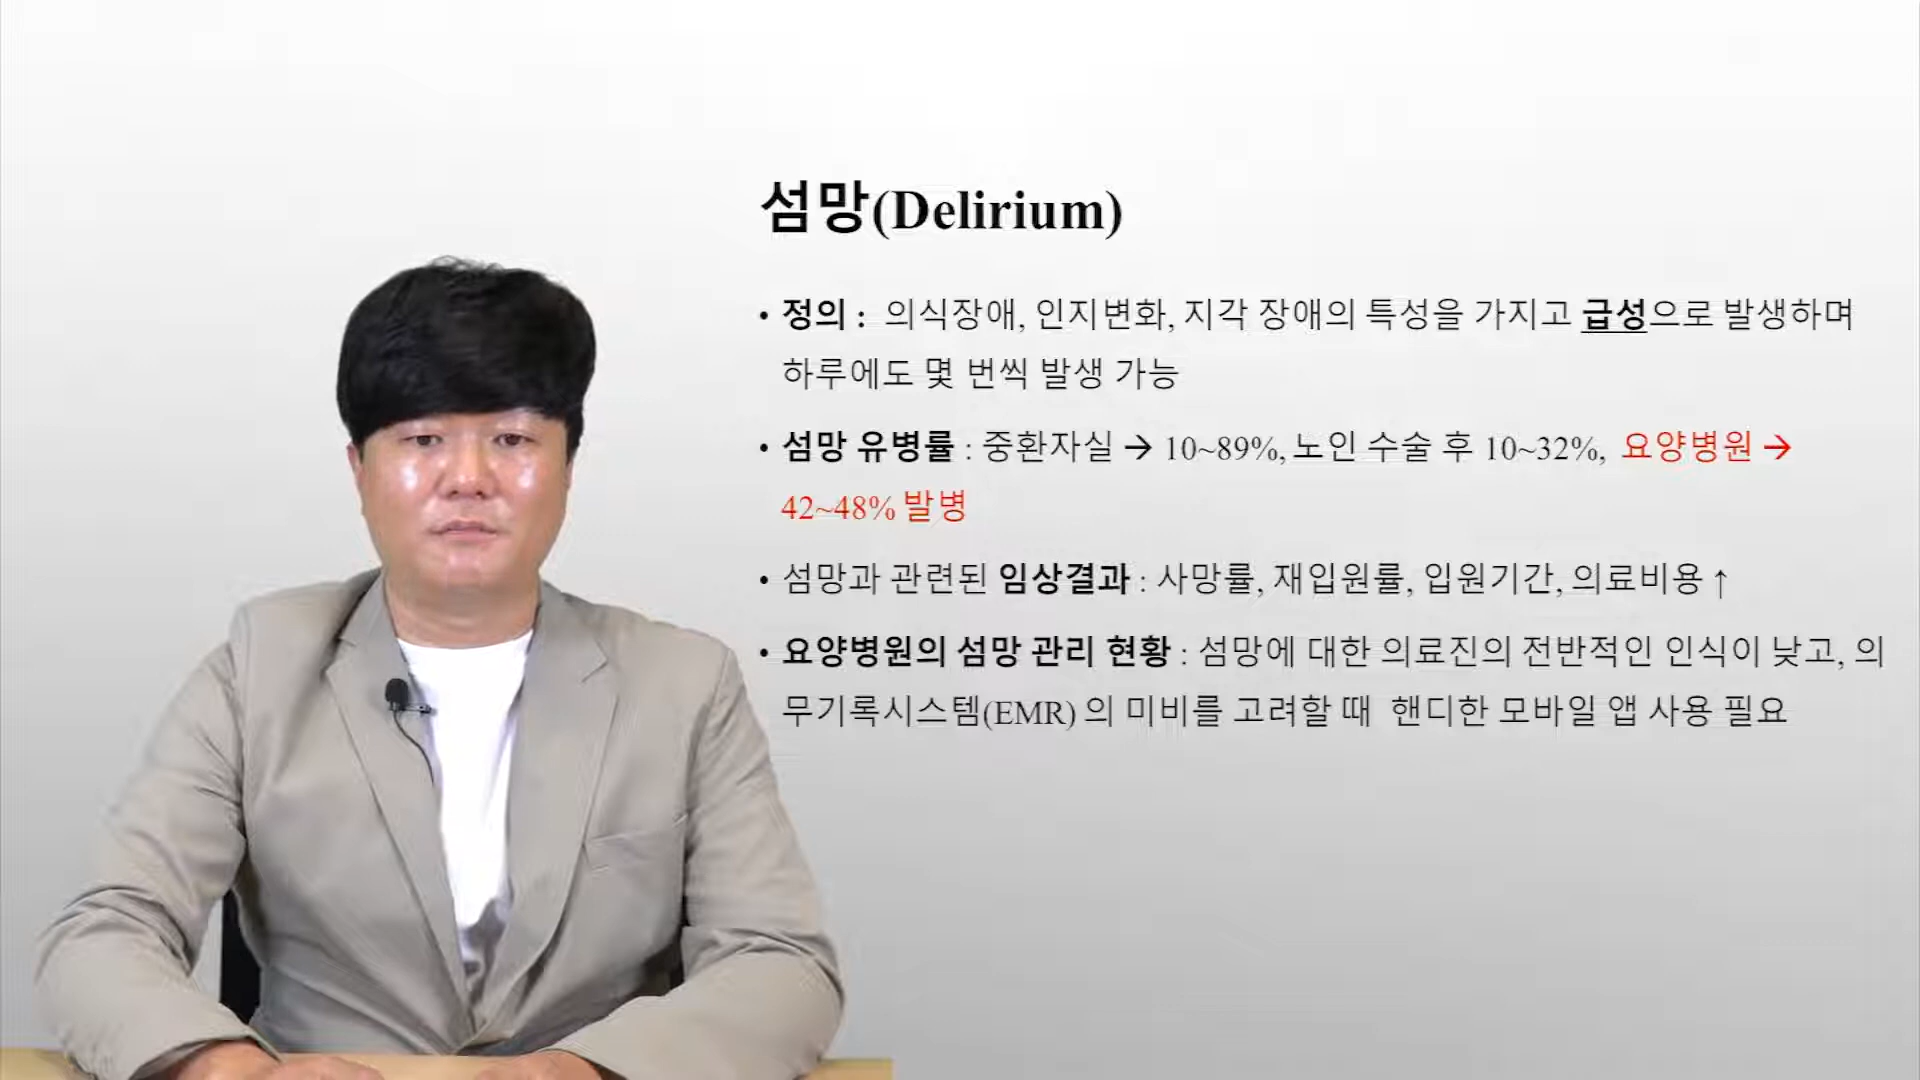 섬망(Delirium)
• 정의 : 의식장애, 인지변화, 지각 장애의 특성을 가지고 급성으로 발생하며
하루에도 몇 번씩 발생 가능
• 섬망 유병률 : 중환자실 → 10~89%, 노인 수술 후 10~32%, 요양병원 →
42~48% 발병
• 섬망과 관련된 임상결과 : 사망률, 재입원률, 입원기간, 의료비용 ↑
• 요양병원의 섬망 관리 현황 : 섬망에 대한 의료진의 전반적인 인식이 낮고, 의
무기록시스템(EMR) 의 미비를 고려할 때 핸디한 모바일 앱 사용 필요